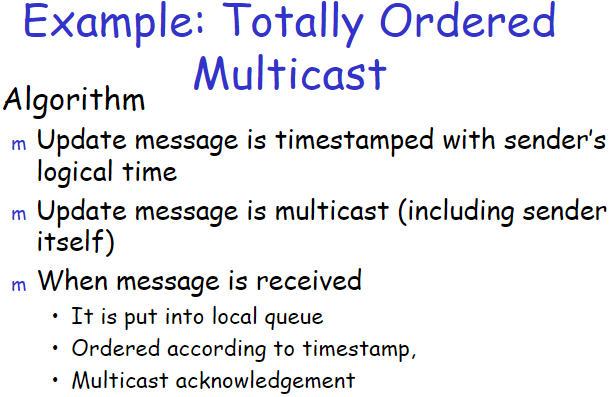 Example: Totally Ordered
Multicast
Algorithm
m Update message is timestamped with sender's
logical time
m Update message is multicast (including sender
itself)
m When message is received
• It is put into local queue
• Ordered according to timestamp,
• Multicast acknowledgement